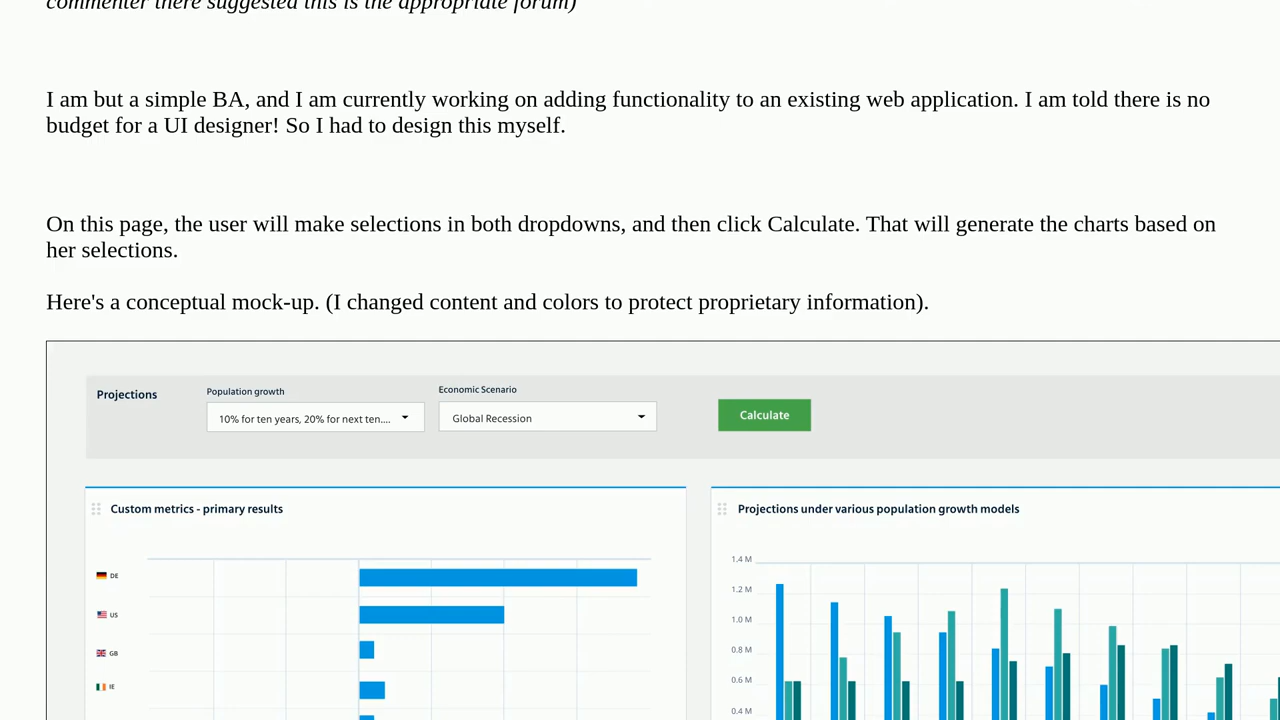 commenter there suggested this is the appropriate forum)
I am but a simple BA, and I am currently working on adding functionality to an existing web application. I am told there is no
budget for a UI designer! So I had to design this myself.
On this page, the user will make selections in both dropdowns, and then click Calculate. That will generate the charts based on
her selections.
Here's a conceptual mock-up. (I changed content and colors to protect proprietary information).
Projections
Population growth
Economic Scenario
10% for ten years, 20% for next ten....
Global Recession
Calculate
Custom metrics - primary results
DE
US
GB
IE
Projections under various population growth models
1.4 M
1.2 M
1.0 M
0.8 M
0.6 M
0.4 M